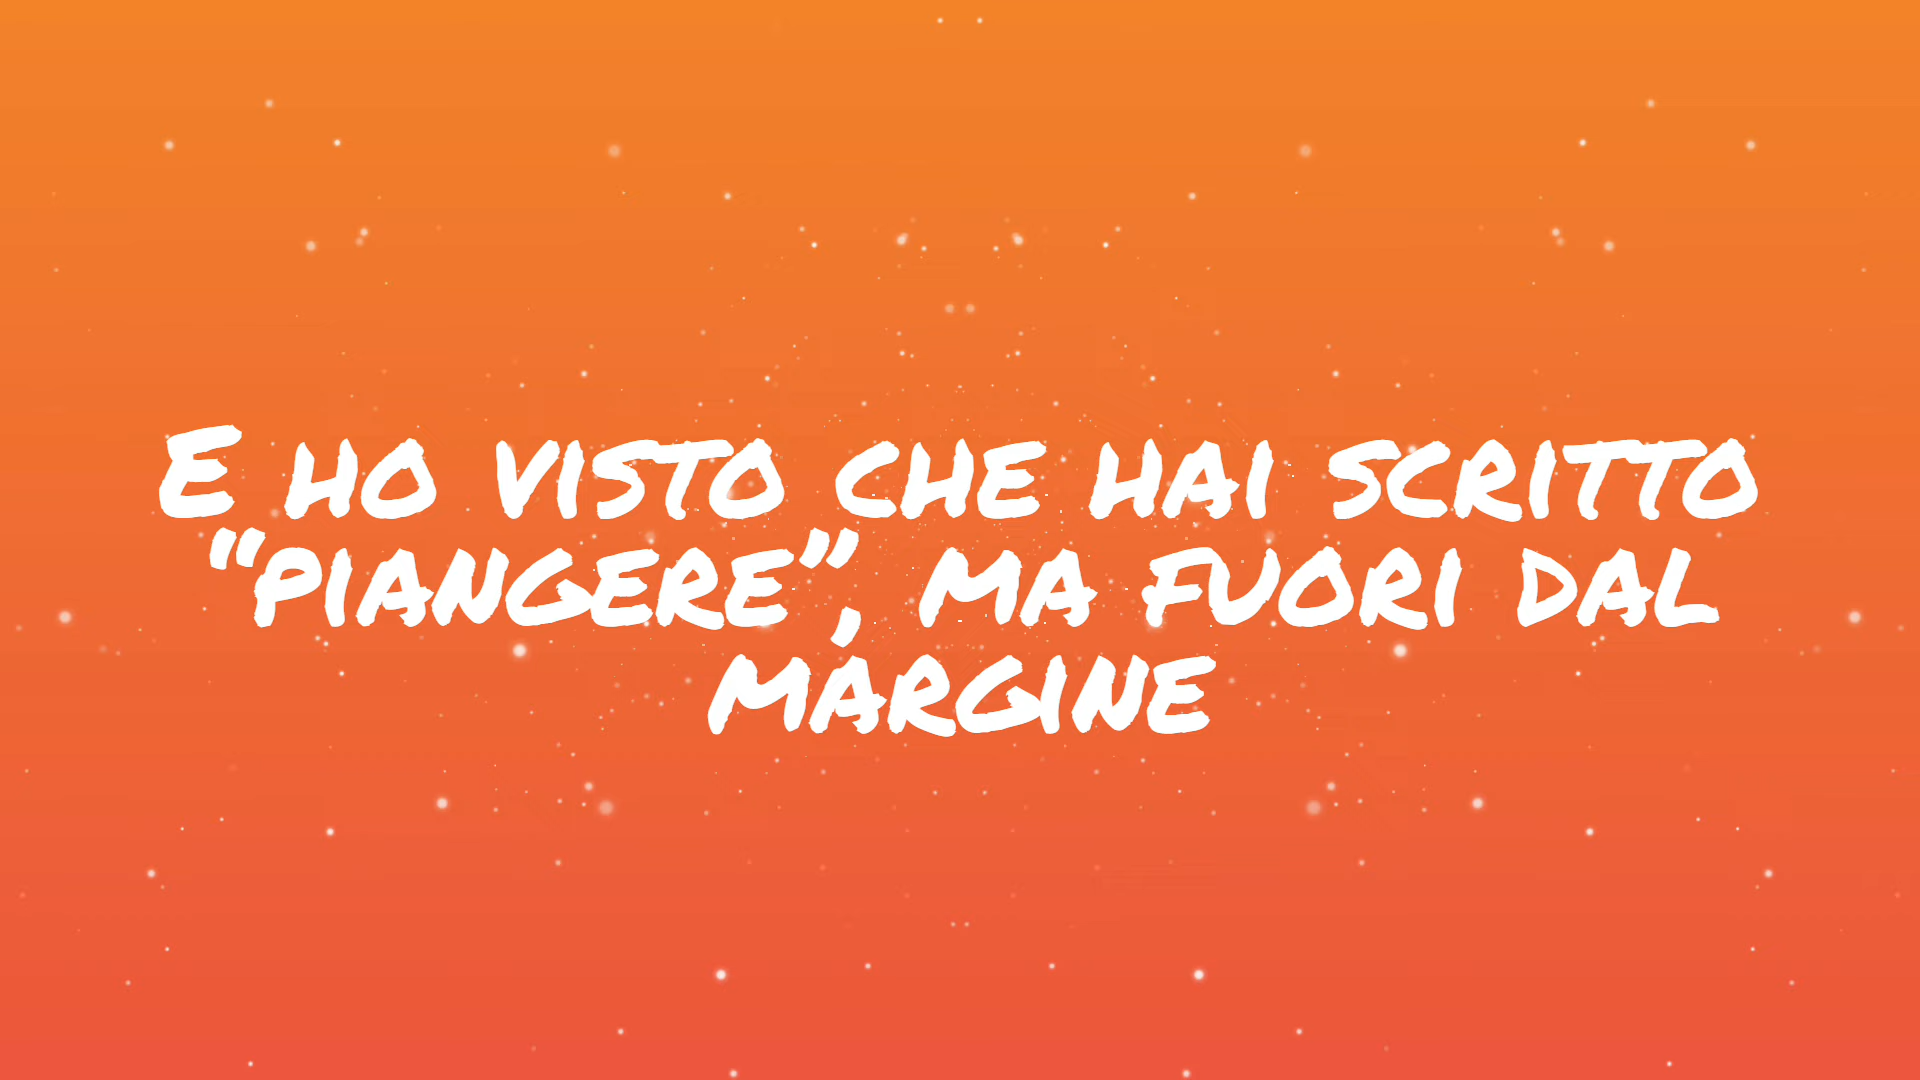 E ho visto che hai scritto
“piangere”, ma fuori dal
margine